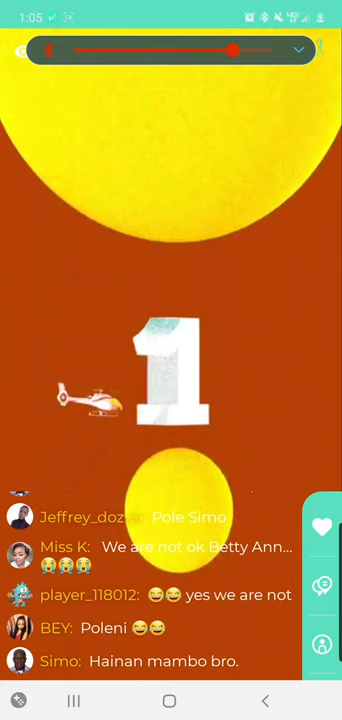 1:05
1
Jeffrey_dozya: Pole Simo
Miss K: We are not ok Betty Ann...
😭😭😭
player_118012: 😂😂 yes we are not
BEY: Poleni 😂😂
Simo: Hainan mambo bro.